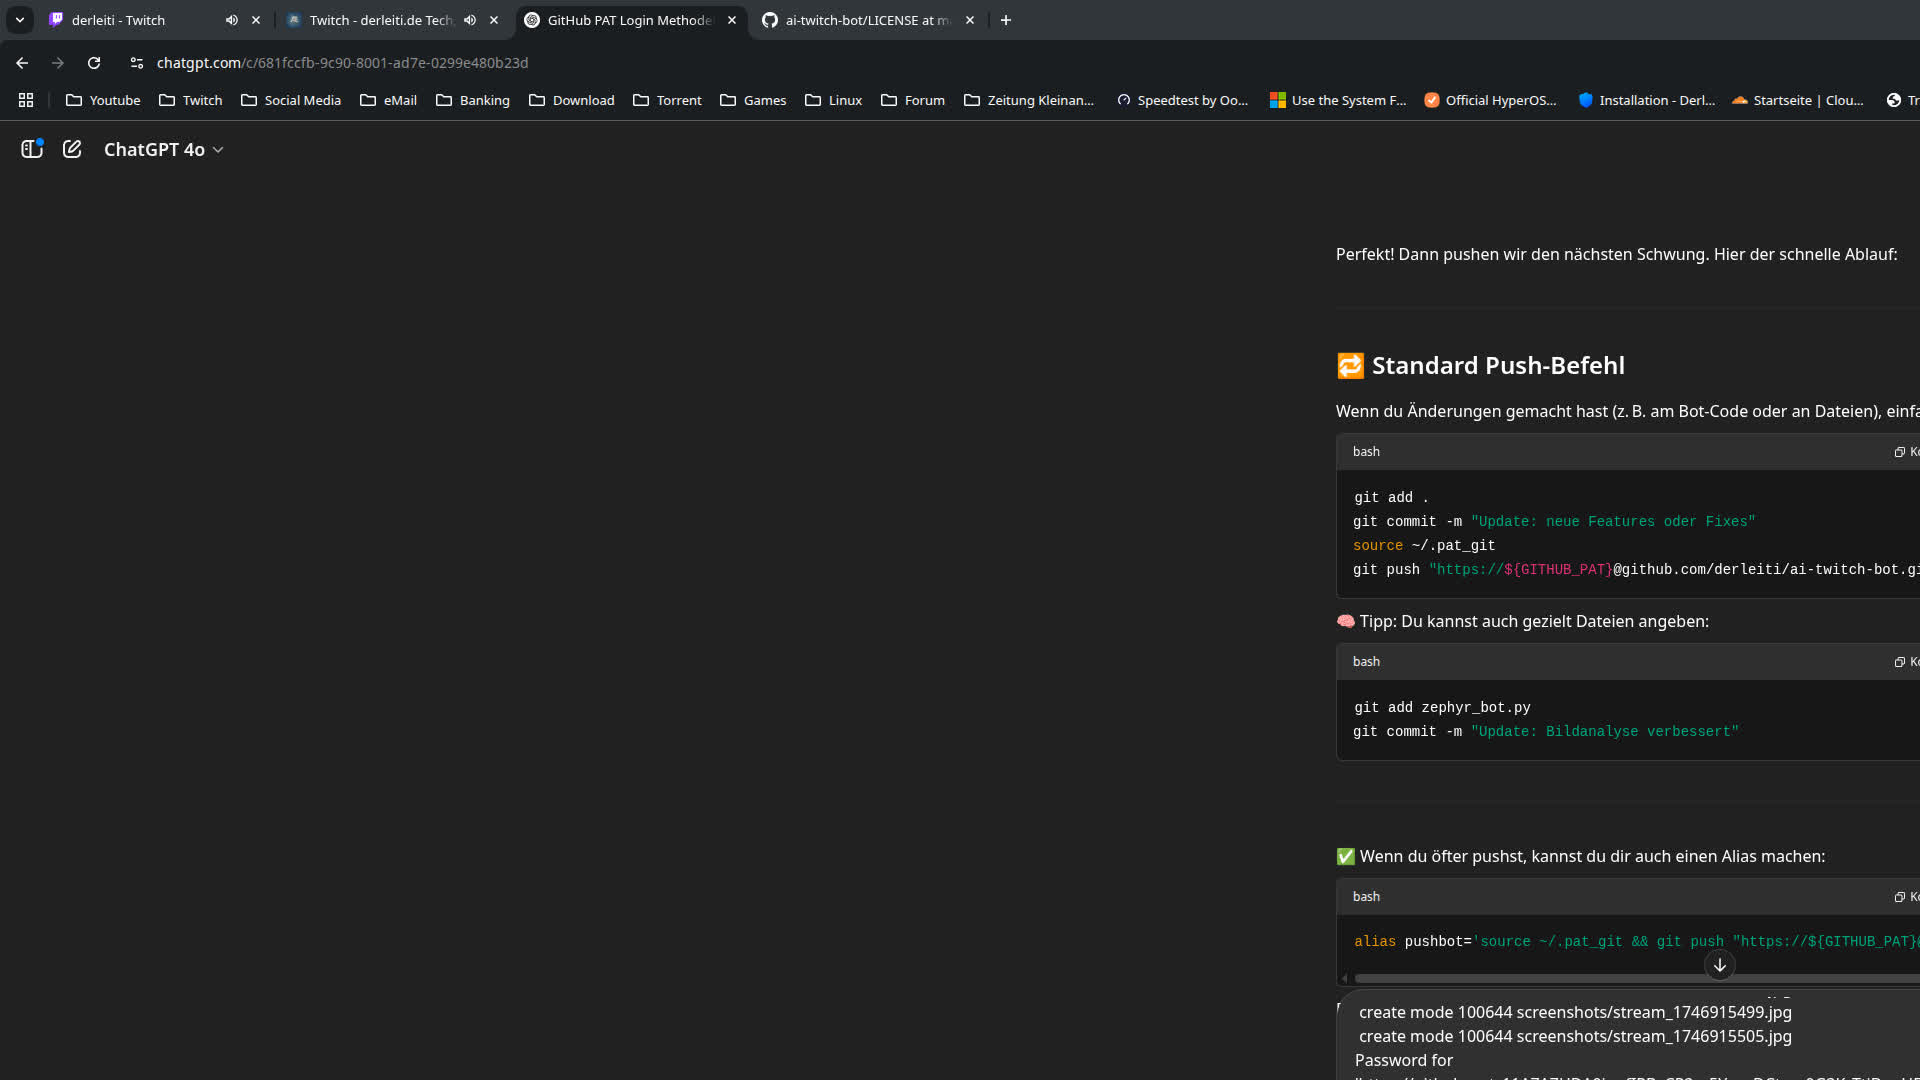 derleiti - Twitch
Twitch - derleiti.de Tech
GitHub PAT Login Methode
ai-twitch-bot/LICENSE at m
chatgpt.com/c/681fccfb-9c90-8001-ad7e-0299e480b23d
Youtube
Twitch
Social Media
eMail
Banking
Download
Torrent
Games
Linux
Forum
Zeitung Kleinan...
Speedtest by Oo...
Use the System F...
Official HyperOS...
Installation - Derl...
Startseite | Clou...
Tr
ChatGPT 4o
Perfekt! Dann pushen wir den nächsten Schwung. Hier der schnelle Ablauf:
🔁 Standard Push-Befehl
Wenn du Änderungen gemacht hast (z. B. am Bot-Code oder an Dateien), einfa
bash
Ko
git add .
git commit -m "Update: neue Features oder Fixes"
source ~/.pat_git
git push "https://${GITHUB_PAT}@github.com/derleiti/ai-twitch-bot.gi
🧠 Tipp: Du kannst auch gezielt Dateien angeben:
bash
Ko
git add zephyr_bot.py
git commit -m "Update: Bildanalyse verbessert"
✅ Wenn du öfter pushst, kannst du dir auch einen Alias machen:
bash
Ko
alias pushbot='source ~/.pat_git && git push "https://${GITHUB_PAT}@
create mode 100644 screenshots/stream_1746915499.jpg
create mode 100644 screenshots/stream_1746915505.jpg
Password for